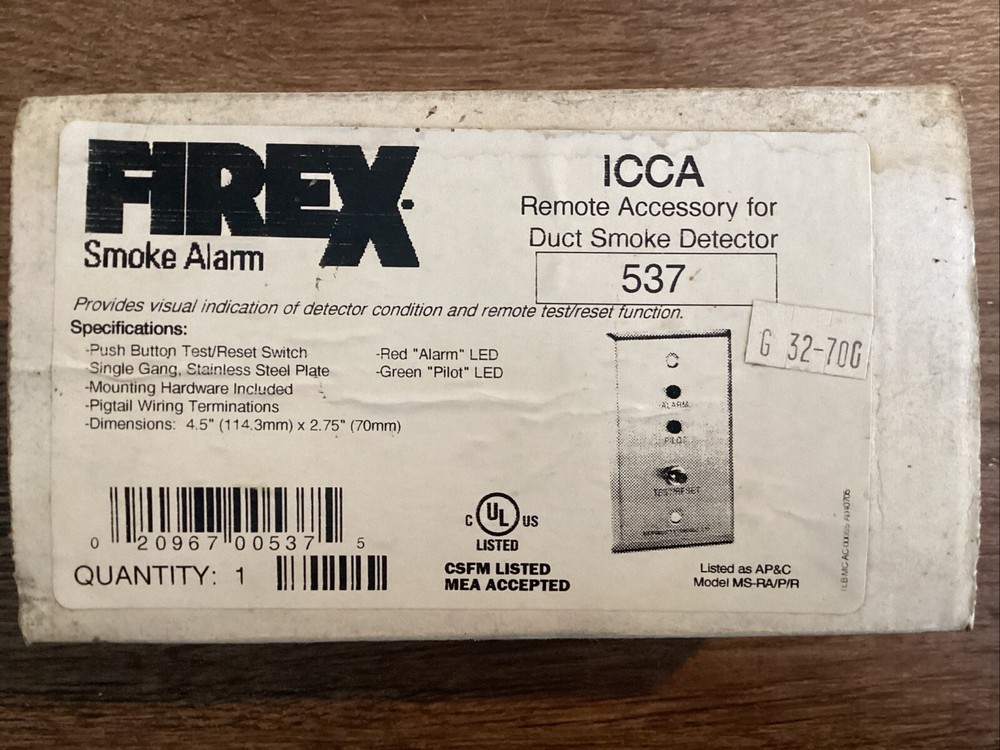 FIREX
Smoke Alarm
ICCA
Remote Accessory for
Duct Smoke Detector
537
Provides visual indication of detector condition and remote test/reset function.
G 32-70G
Specifications:
-Push Button Test/Reset Switch
Single Gang, Stainless Steel Plate
-Mounting Hardware Included
-Pigtail Wiring Terminations
-Dimensions: 4.5" (114.3mm) x 2.75" (70mm)
-Red "Alarm" LED
-Green "Pilot" LED
ALARM
PILOT
TEST/RESET
0 20967 00537 5
QUANTITY: 1
C UL US
LISTED
CSFM LISTED
MEA ACCEPTED
Listed as AP&C
Model MS-RA/P/R